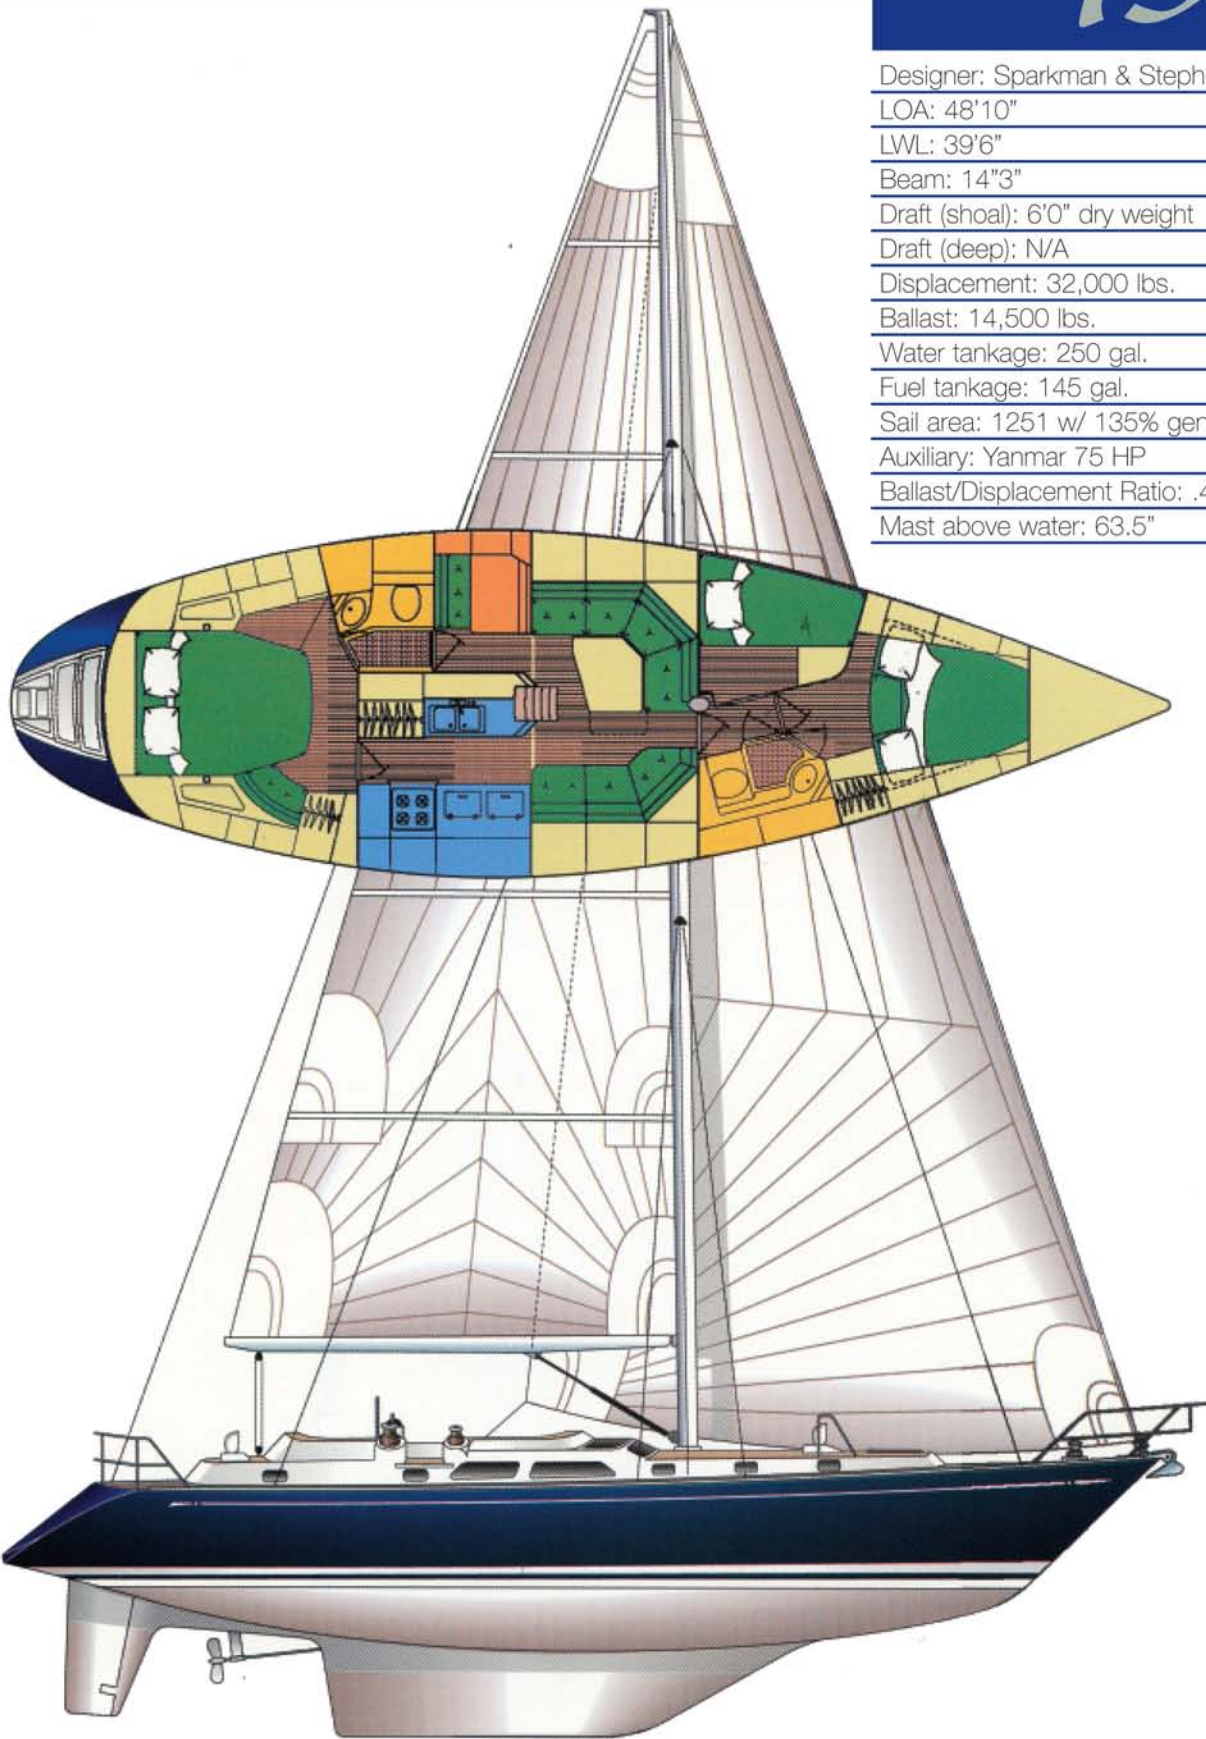 Designer: Sparkman & Steph
LOA: 48'10"
LWL: 39'6"
Beam: 14"3"
Draft (shoal): 6'0" dry weight
Draft (deep): N/A
Displacement: 32,000 lbs.
Ballast: 14,500 lbs.
Water tankage: 250 gal.
Fuel tankage: 145 gal.
Sail area: 1251 w/ 135% gen
Auxiliary: Yanmar 75 HP
Ballast/Displacement Ratio: .4
Mast above water: 63.5"